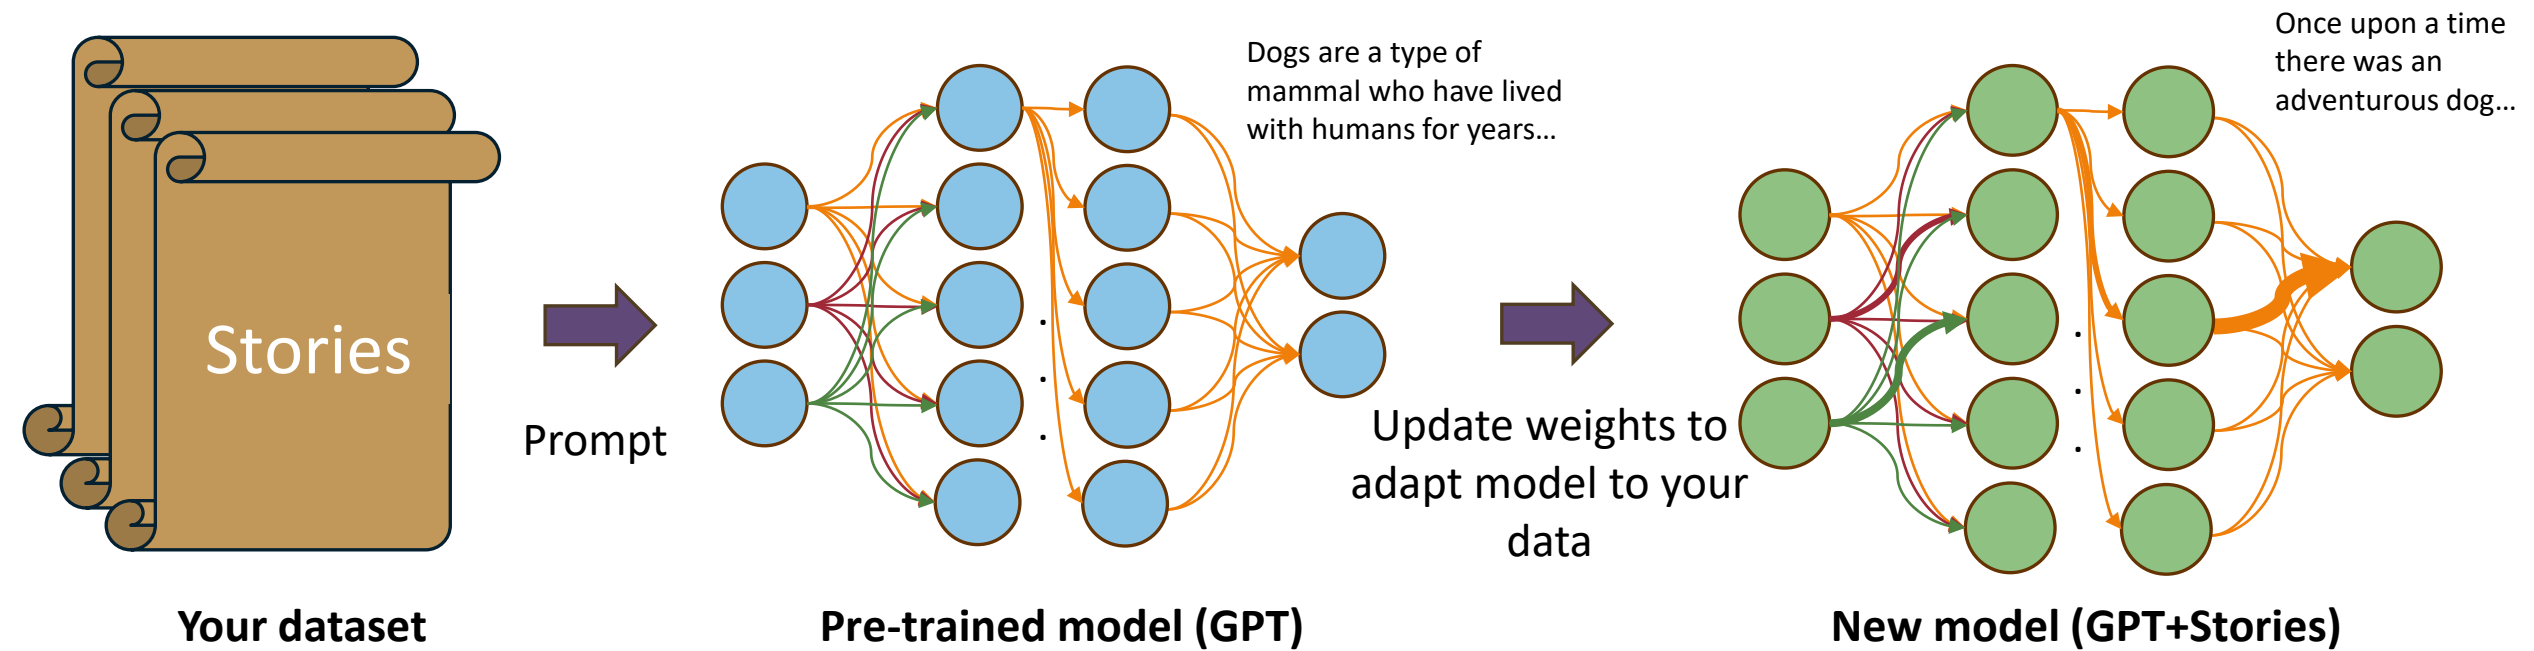 Stories
Your dataset
Prompt
Dogs are a type of
mammal who have lived
with humans for years...
.
.
.
Pre-trained model (GPT)
Update weights to
adapt model to your
data
Once upon a time
there was an
adventurous dog...
.
.
.
New model (GPT+Stories)